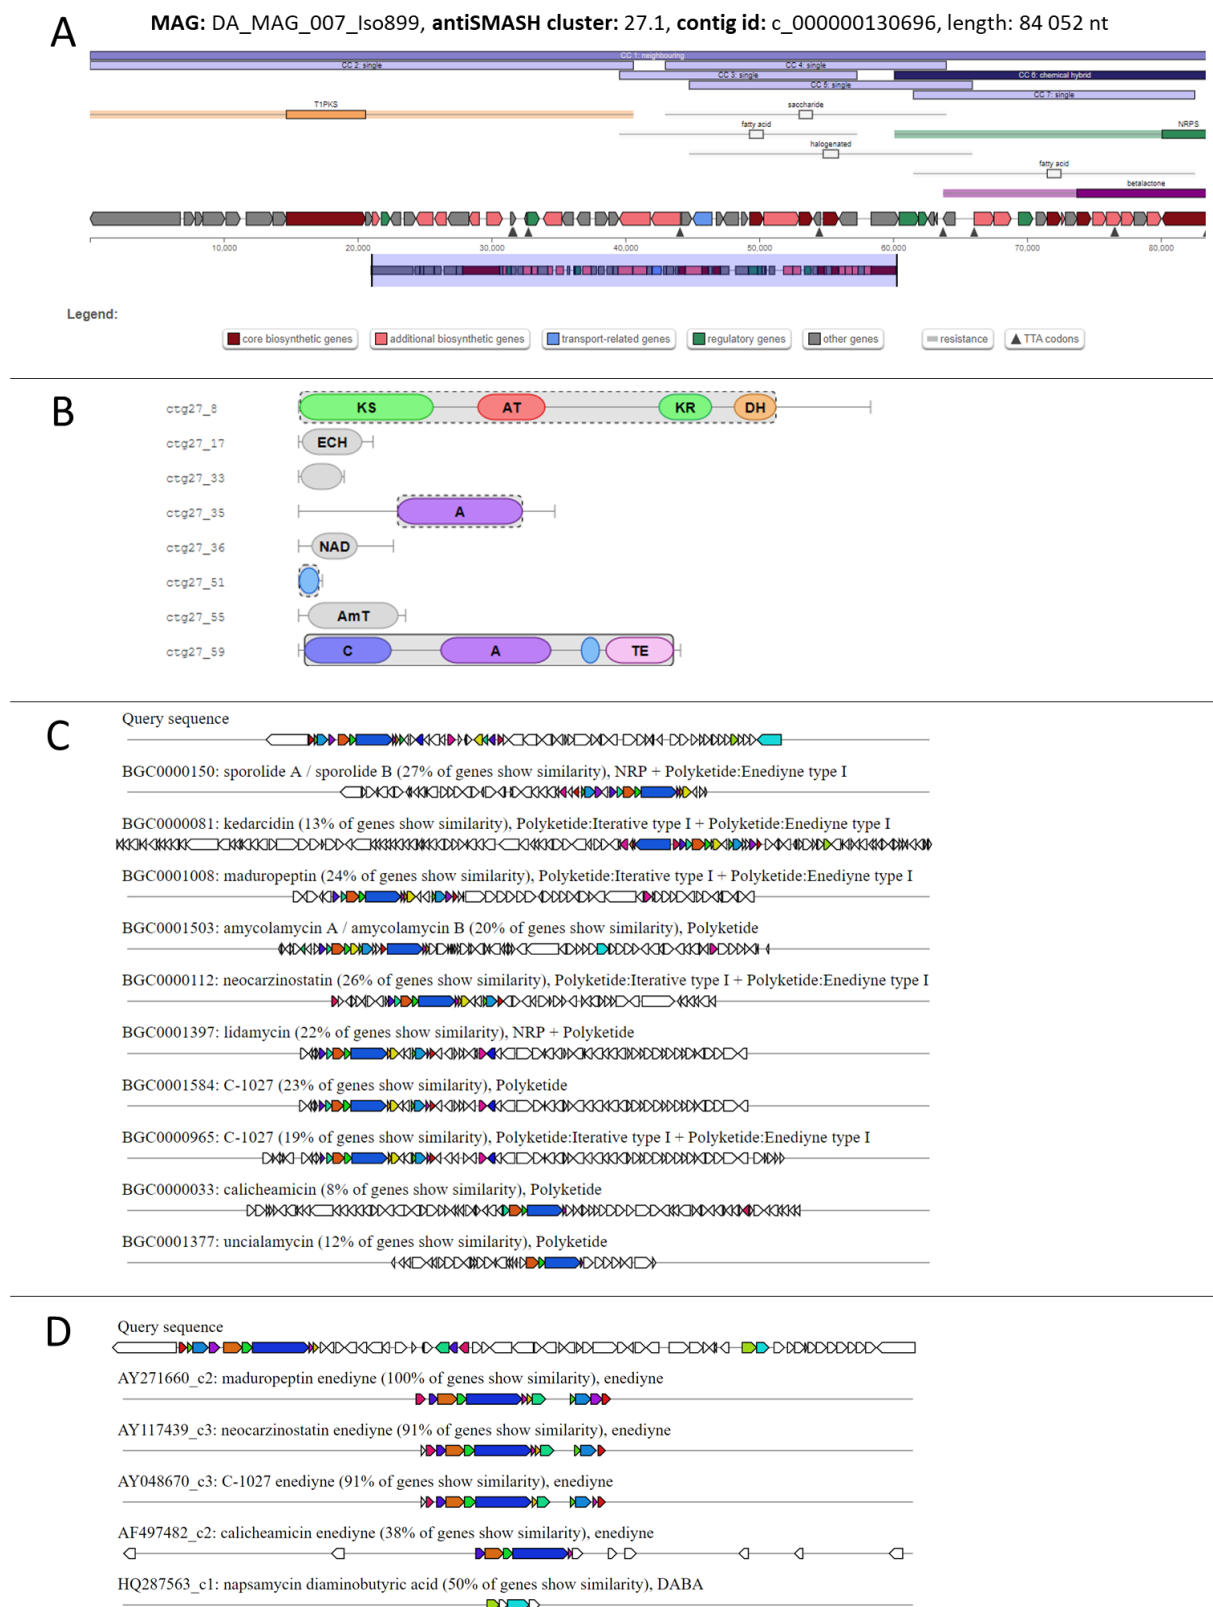 A
MAG: DA_MAG_007_Iso899, antiSMASH cluster: 27.1, contig id: c_000000130696, length: 84 052 nt
CC 1: neighbouring
CC 2: single
CC 4: single
CC 3: single
CC 6: chemical hybrid
CC 5: single
CC 7: single
T1PKS
saccharide
fatty acid
NRPS
halogenated
fatty acid
betalactone
10,000 20,000 30,000 40,000 50,000 60,000 70,000 80,000
Legend:
core biosynthetic genes
additional biosynthetic genes
transport-related genes
regulatory genes
other genes
resistance
TTA codons
B
ctg27_8 KS AT KR DH
ctg27_17 ECH
ctg27_33
ctg27_35 A
ctg27_36 NAD
ctg27_51
ctg27_55 AmT
ctg27_59 C A TE
C
Query sequence
BGC0000150: sporolide A / sporolide B (27% of genes show similarity), NRP + Polyketide:Enediyne type I
BGC0000081: kedarcidin (13% of genes show similarity), Polyketide:Iterative type I + Polyketide:Enediyne type I
BGC0001008: maduropeptin (24% of genes show similarity), Polyketide:Iterative type I + Polyketide:Enediyne type I
BGC0001503: amycolamycin A / amycolamycin B (20% of genes show similarity), Polyketide
BGC0000112: neocarzinostatin (26% of genes show similarity), Polyketide:Iterative type I + Polyketide:Enediyne type I
BGC0001397: lidamycin (22% of genes show similarity), NRP + Polyketide
BGC0001584: C-1027 (23% of genes show similarity), Polyketide
BGC0000965: C-1027 (19% of genes show similarity), Polyketide:Iterative type I + Polyketide:Enediyne type I
BGC0000033: calicheamicin (8% of genes show similarity), Polyketide
BGC0001377: uncialamycin (12% of genes show similarity), Polyketide
D
Query sequence
AY271660_c2: maduropeptin enediyne (100% of genes show similarity), enediyne
AY117439_c3: neocarzinostatin enediyne (91% of genes show similarity), enediyne
AY048670_c3: C-1027 enediyne (91% of genes show similarity), enediyne
AF497482_c2: calicheamicin enediyne (38% of genes show similarity), enediyne
HQ287563_c1: napsamycin diaminobutyric acid (50% of genes show similarity), DABA